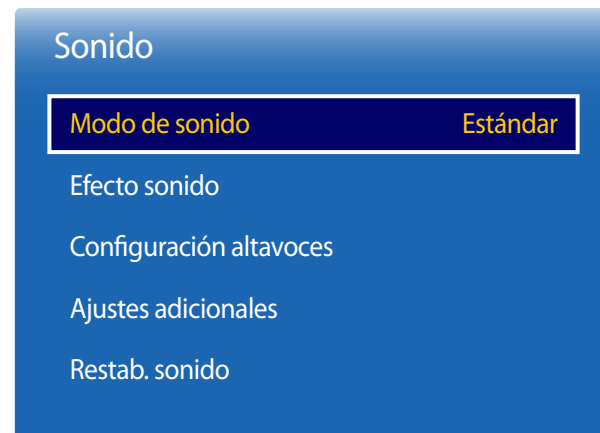 Sonido
Modo de sonido Estándar
Efecto sonido
Configuración altavoces
Ajustes adicionales
Restab. sonido